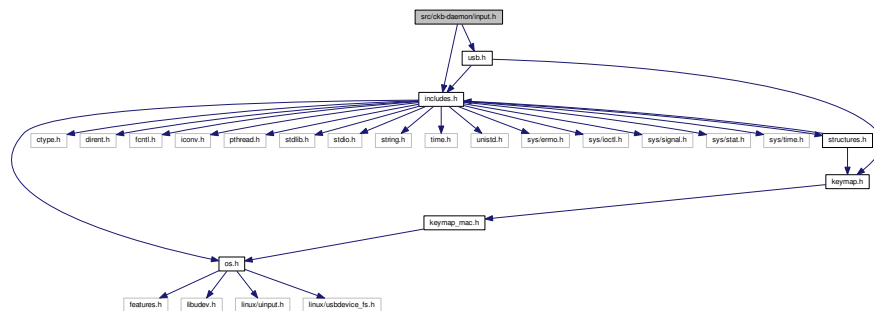 src/ckb-daemon/input.h
usb.h
includes.h
ctype.h
dirent.h
fcntl.h
iconv.h
pthread.h
stdlib.h
stdio.h
string.h
time.h
unistd.h
sys/errno.h
sys/ioctl.h
sys/signal.h
sys/stat.h
sys/time.h
structures.h
keymap.h
keymap_mac.h
os.h
features.h
libudev.h
linux/uinput.h
linux/usbdevice_fs.h